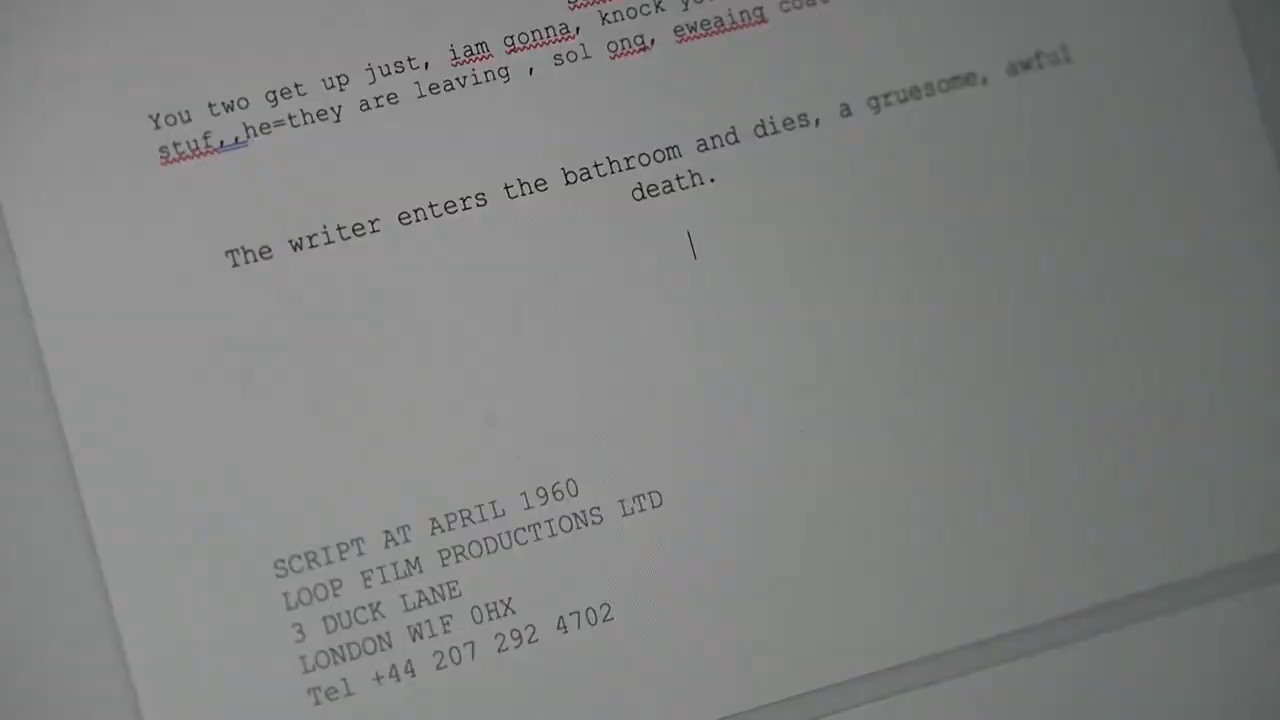 You two get up just, iam gonna, knock
stuf,,he=they are leaving , sol ong, eweaing
The writer enters the bathroom and dies, a gruesome, awful
death.
SCRIPT AT APRIL 1960
LOOP FILM PRODUCTIONS LTD
3 DUCK LANE
LONDON W1F 0HX
Tel +44 207 292 4702